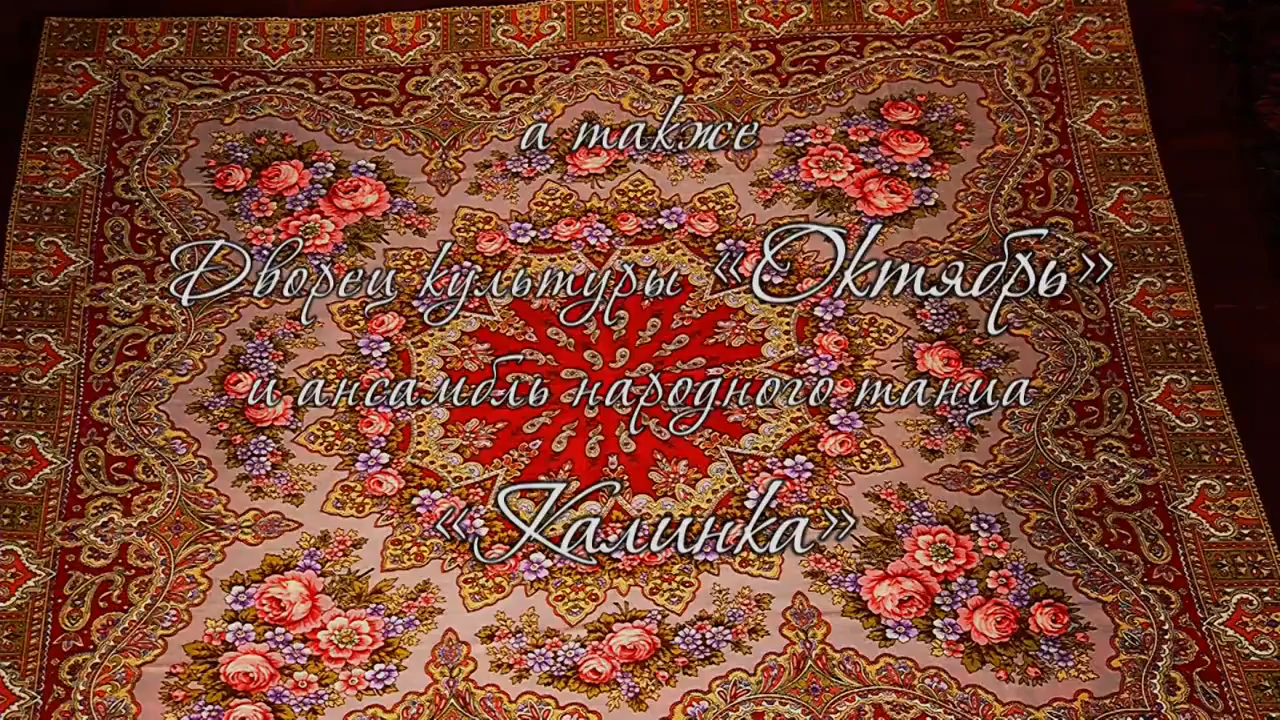 а также
Дворец культуры «Октябрь»
и ансамбль народного танца
«Калинка»